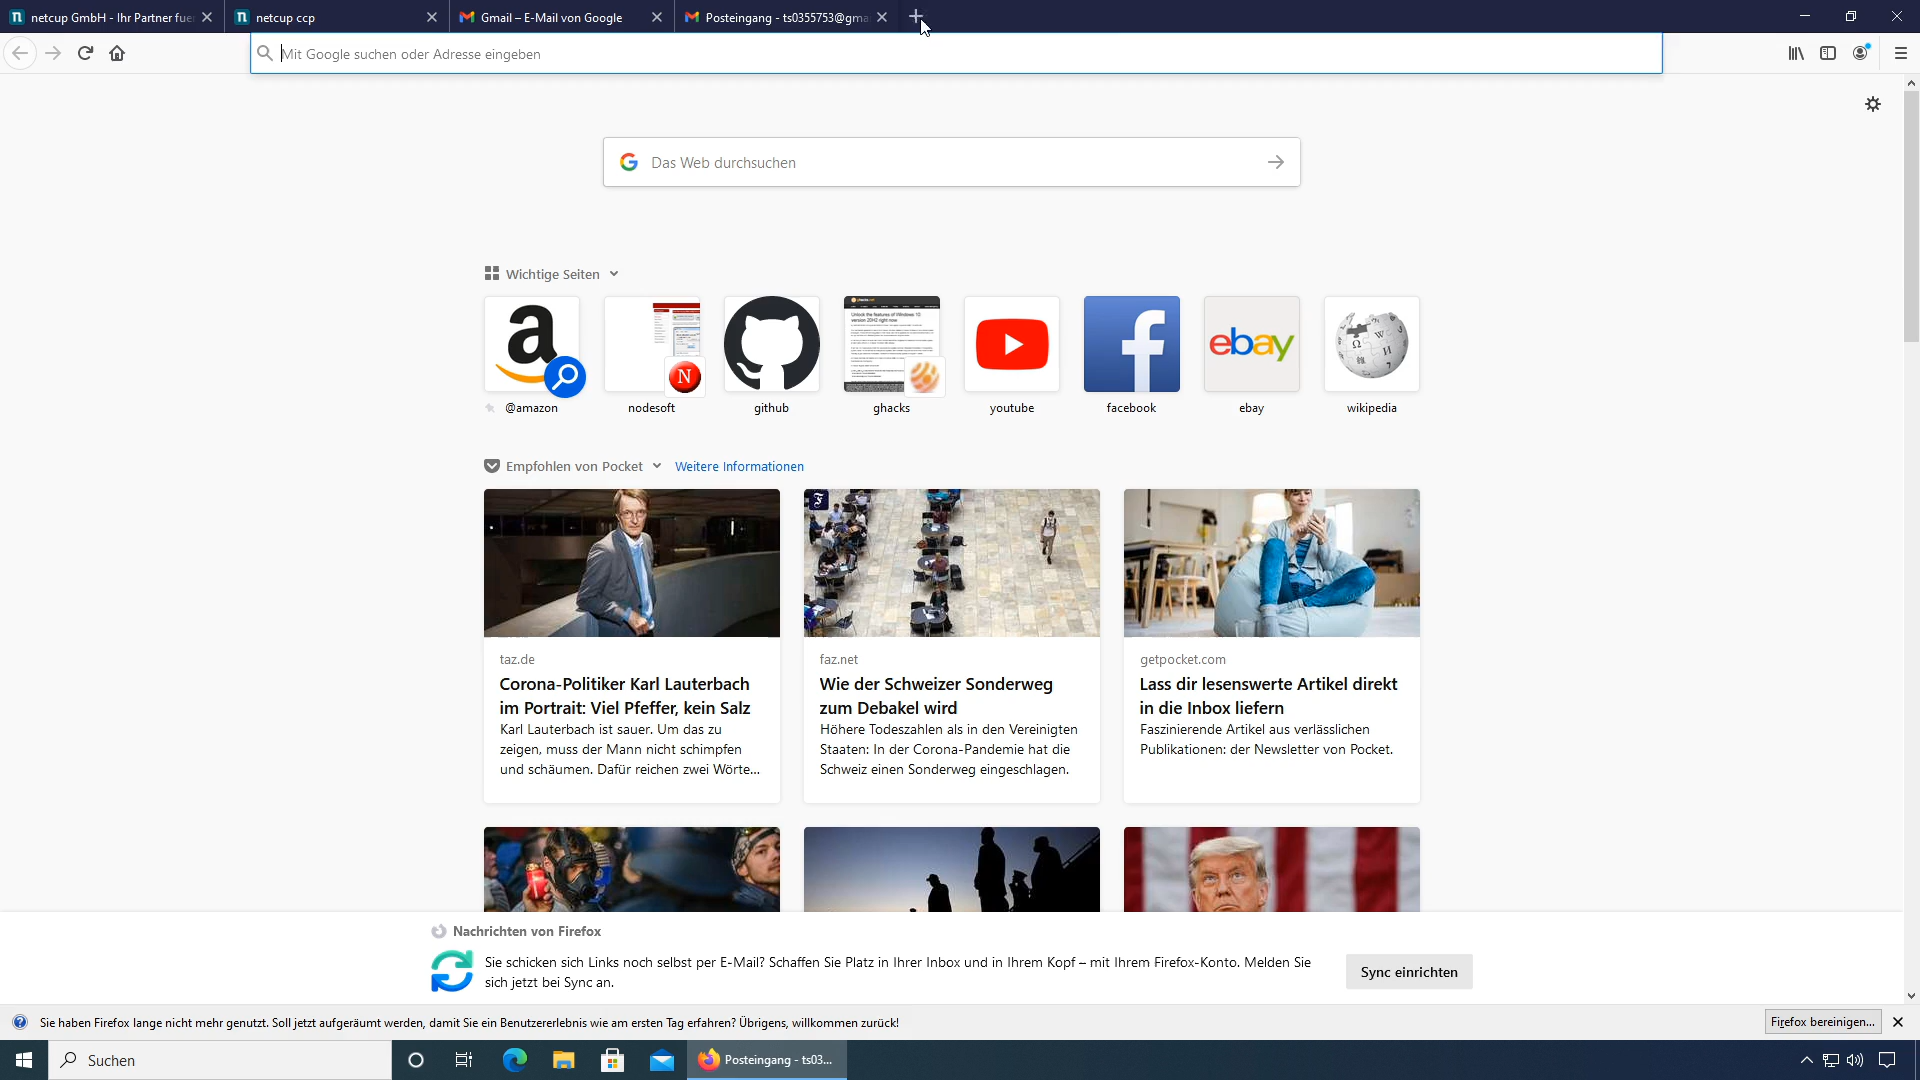 netcup GmbH - Ihr Partner fue
netcup ccp
Gmail – E-Mail von Google
Posteingang - ts0355753@gma
Mit Google suchen oder Adresse eingeben
Das Web durchsuchen
Wichtige Seiten
@amazon
nodesoft
github
ghacks
youtube
facebook
ebay
wikipedia
Empfohlen von Pocket
Weitere Informationen
taz.de
Corona-Politiker Karl Lauterbach
im Portrait: Viel Pfeffer, kein Salz
Karl Lauterbach ist sauer. Um das zu
zeigen, muss der Mann nicht schimpfen
und schäumen. Dafür reichen zwei Wörte...
faz.net
Wie der Schweizer Sonderweg
zum Debakel wird
Höhere Todeszahlen als in den Vereinigten
Staaten: In der Corona-Pandemie hat die
Schweiz einen Sonderweg eingeschlagen.
getpocket.com
Lass dir lesenswerte Artikel direkt
in die Inbox liefern
Faszinierende Artikel aus verlässlichen
Publikationen: der Newsletter von Pocket.
Nachrichten von Firefox
Sie schicken sich Links noch selbst per E-Mail? Schaffen Sie Platz in Ihrer Inbox und in Ihrem Kopf – mit Ihrem Firefox-Konto. Melden Sie
sich jetzt bei Sync an.
Sync einrichten
Sie haben Firefox lange nicht mehr genutzt. Soll jetzt aufgeräumt werden, damit Sie ein Benutzererlebnis wie am ersten Tag erfahren? Übrigens, willkommen zurück!
Firefox bereinigen...
Suchen
Posteingang - ts03...